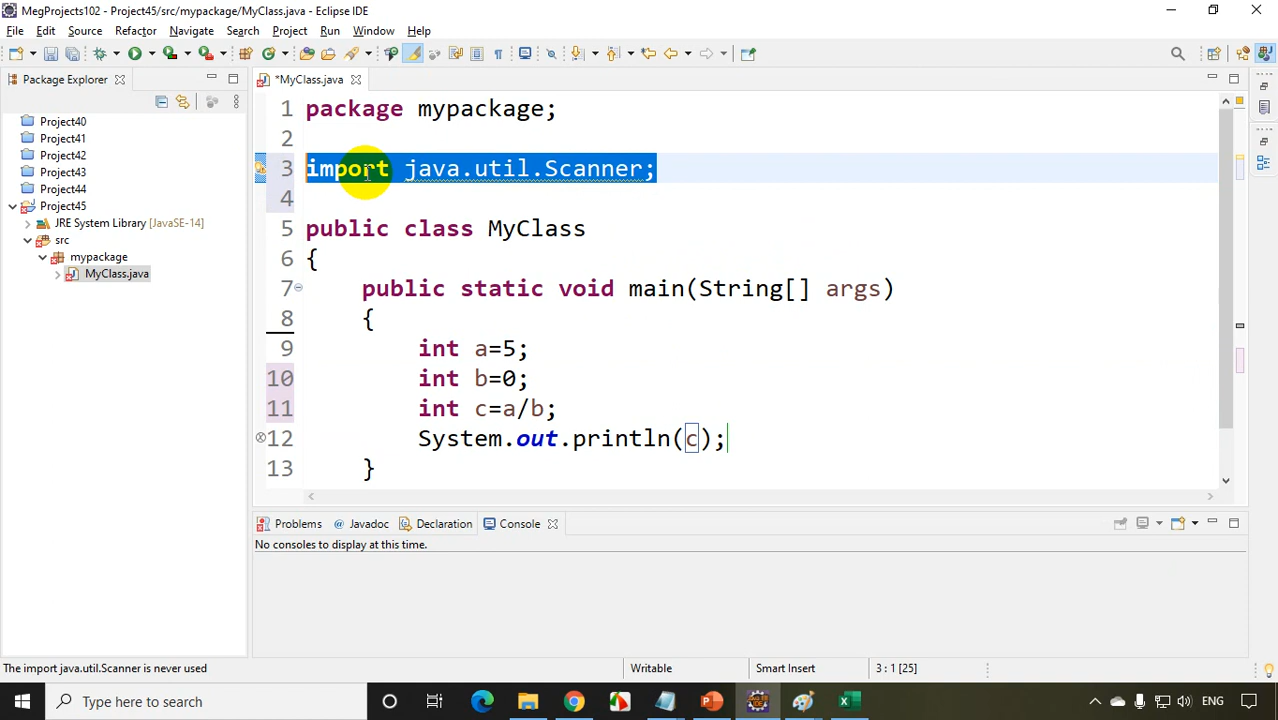 MegProjects102 - Project45/src/mypackage/MyClass.java - Eclipse IDE
File Edit Source Refactor Navigate Search Project Run Window Help
Package Explorer
Project40
Project41
Project42
Project43
Project44
Project45
JRE System Library [JavaSE-14]
src
mypackage
MyClass.java
*MyClass.java
1 package mypackage;
2
3 import java.util.Scanner;
4
5 public class MyClass
6 {
7 public static void main(String[] args)
8 {
9 int a=5;
10 int b=0;
11 int c=a/b;
12 System.out.println(c);
13 }
Problems @ Javadoc Declaration Console
No consoles to display at this time.
The import java.util.Scanner is never used Writable Smart Insert 3 : 1 [25]
Type here to search ENG